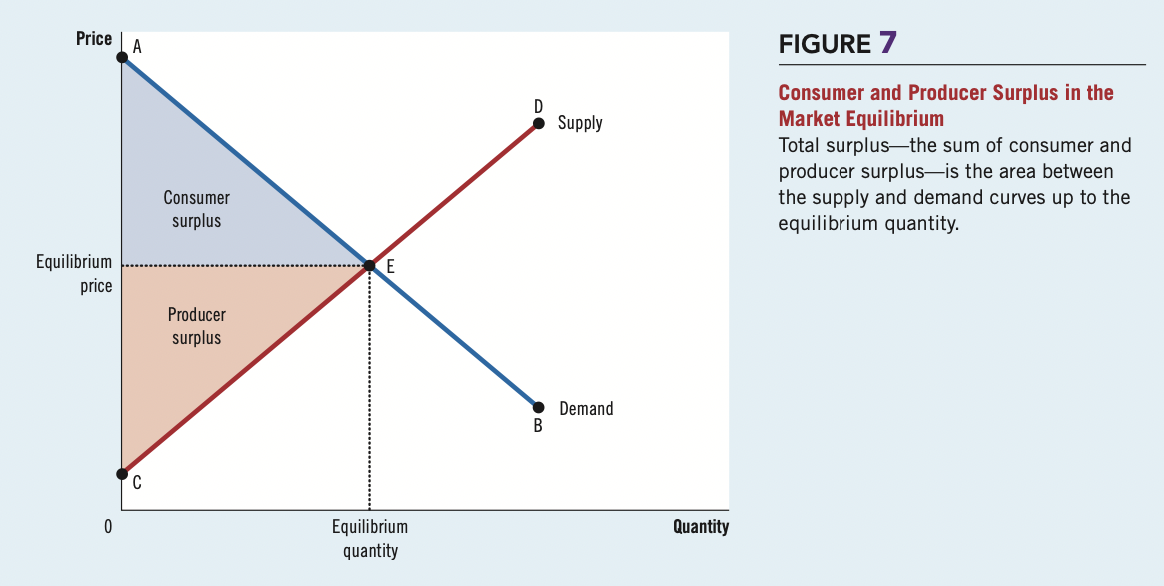 Price
A
D
Supply
Consumer
surplus
Equilibrium
price
E
Producer
surplus
Demand
B
C
0
Equilibrium
quantity
Quantity
FIGURE 7
Consumer and Producer Surplus in the
Market Equilibrium
Total surplus—the sum of consumer and
producer surplus—is the area between
the supply and demand curves up to the
equilibrium quantity.